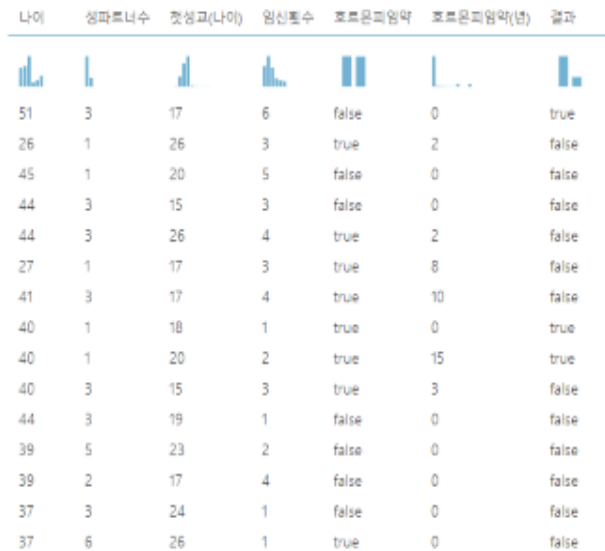 나이 성파트너수 첫성교(나이) 임신횟수 호르몬피임약 호르몬피임약(년) 결과
51 3 17 6 false 0 true
26 1 26 3 true 2 false
45 1 20 5 false 0 false
44 3 15 3 false 0 false
44 3 26 4 true 2 false
27 1 17 3 true 8 false
41 3 17 4 true 10 false
40 1 18 1 true 0 true
40 1 20 2 true 15 true
40 3 15 3 true 3 false
44 3 19 1 false 0 false
39 5 23 2 false 0 false
39 2 17 4 false 0 false
37 3 24 1 false 0 false
37 6 26 1 true 0 false